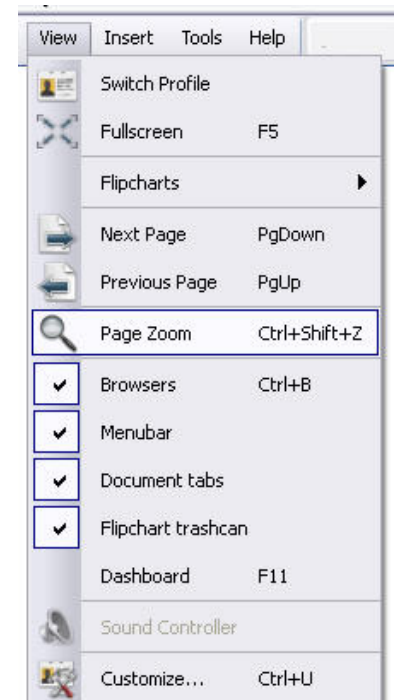 View Insert Tools Help
Switch Profile
Fullscreen F5
Flipcharts
Next Page PgDown
Previous Page PgUp
Page Zoom Ctrl+Shift+Z
Browsers Ctrl+B
Menubar
Document tabs
Flipchart trashcan
Dashboard F11
Sound Controller
Customize... Ctrl+U